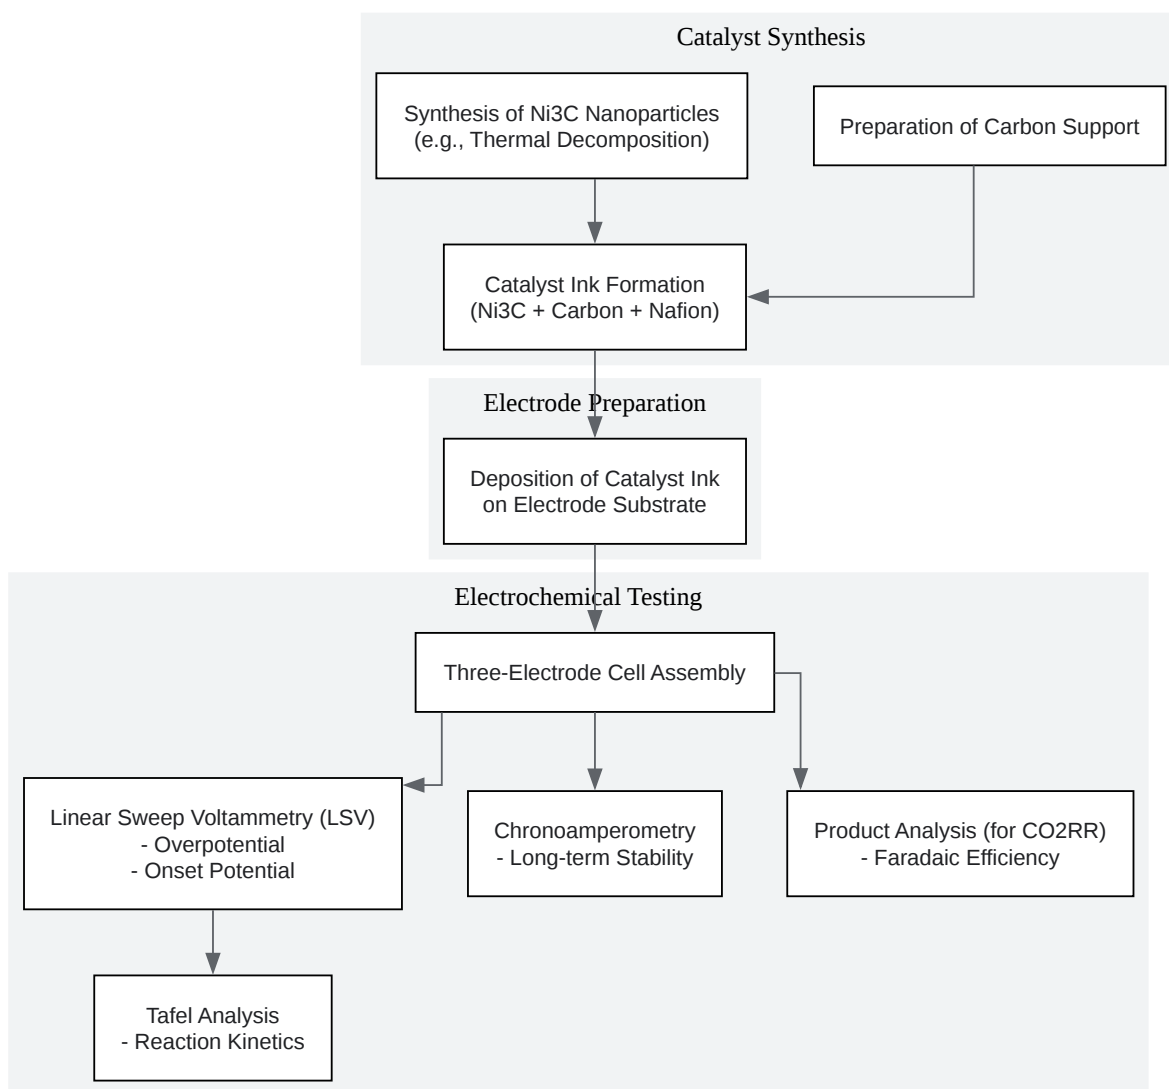 Catalyst Synthesis
Synthesis of Ni3C Nanoparticles
(e.g., Thermal Decomposition)
Preparation of Carbon Support
Catalyst Ink Formation
(Ni3C + Carbon + Nafion)
Electrode Preparation
Deposition of Catalyst Ink
on Electrode Substrate
Electrochemical Testing
Three-Electrode Cell Assembly
Linear Sweep Voltammetry (LSV)
- Overpotential
- Onset Potential
Chronoamperometry
- Long-term Stability
Product Analysis (for CO2RR)
- Faradaic Efficiency
Tafel Analysis
- Reaction Kinetics